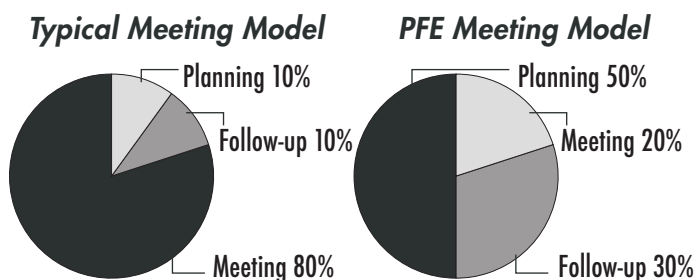 Typical Meeting Model
Planning 10%
Follow-up 10%
Meeting 80%
PFE Meeting Model
Planning 50%
Meeting 20%
Follow-up 30%